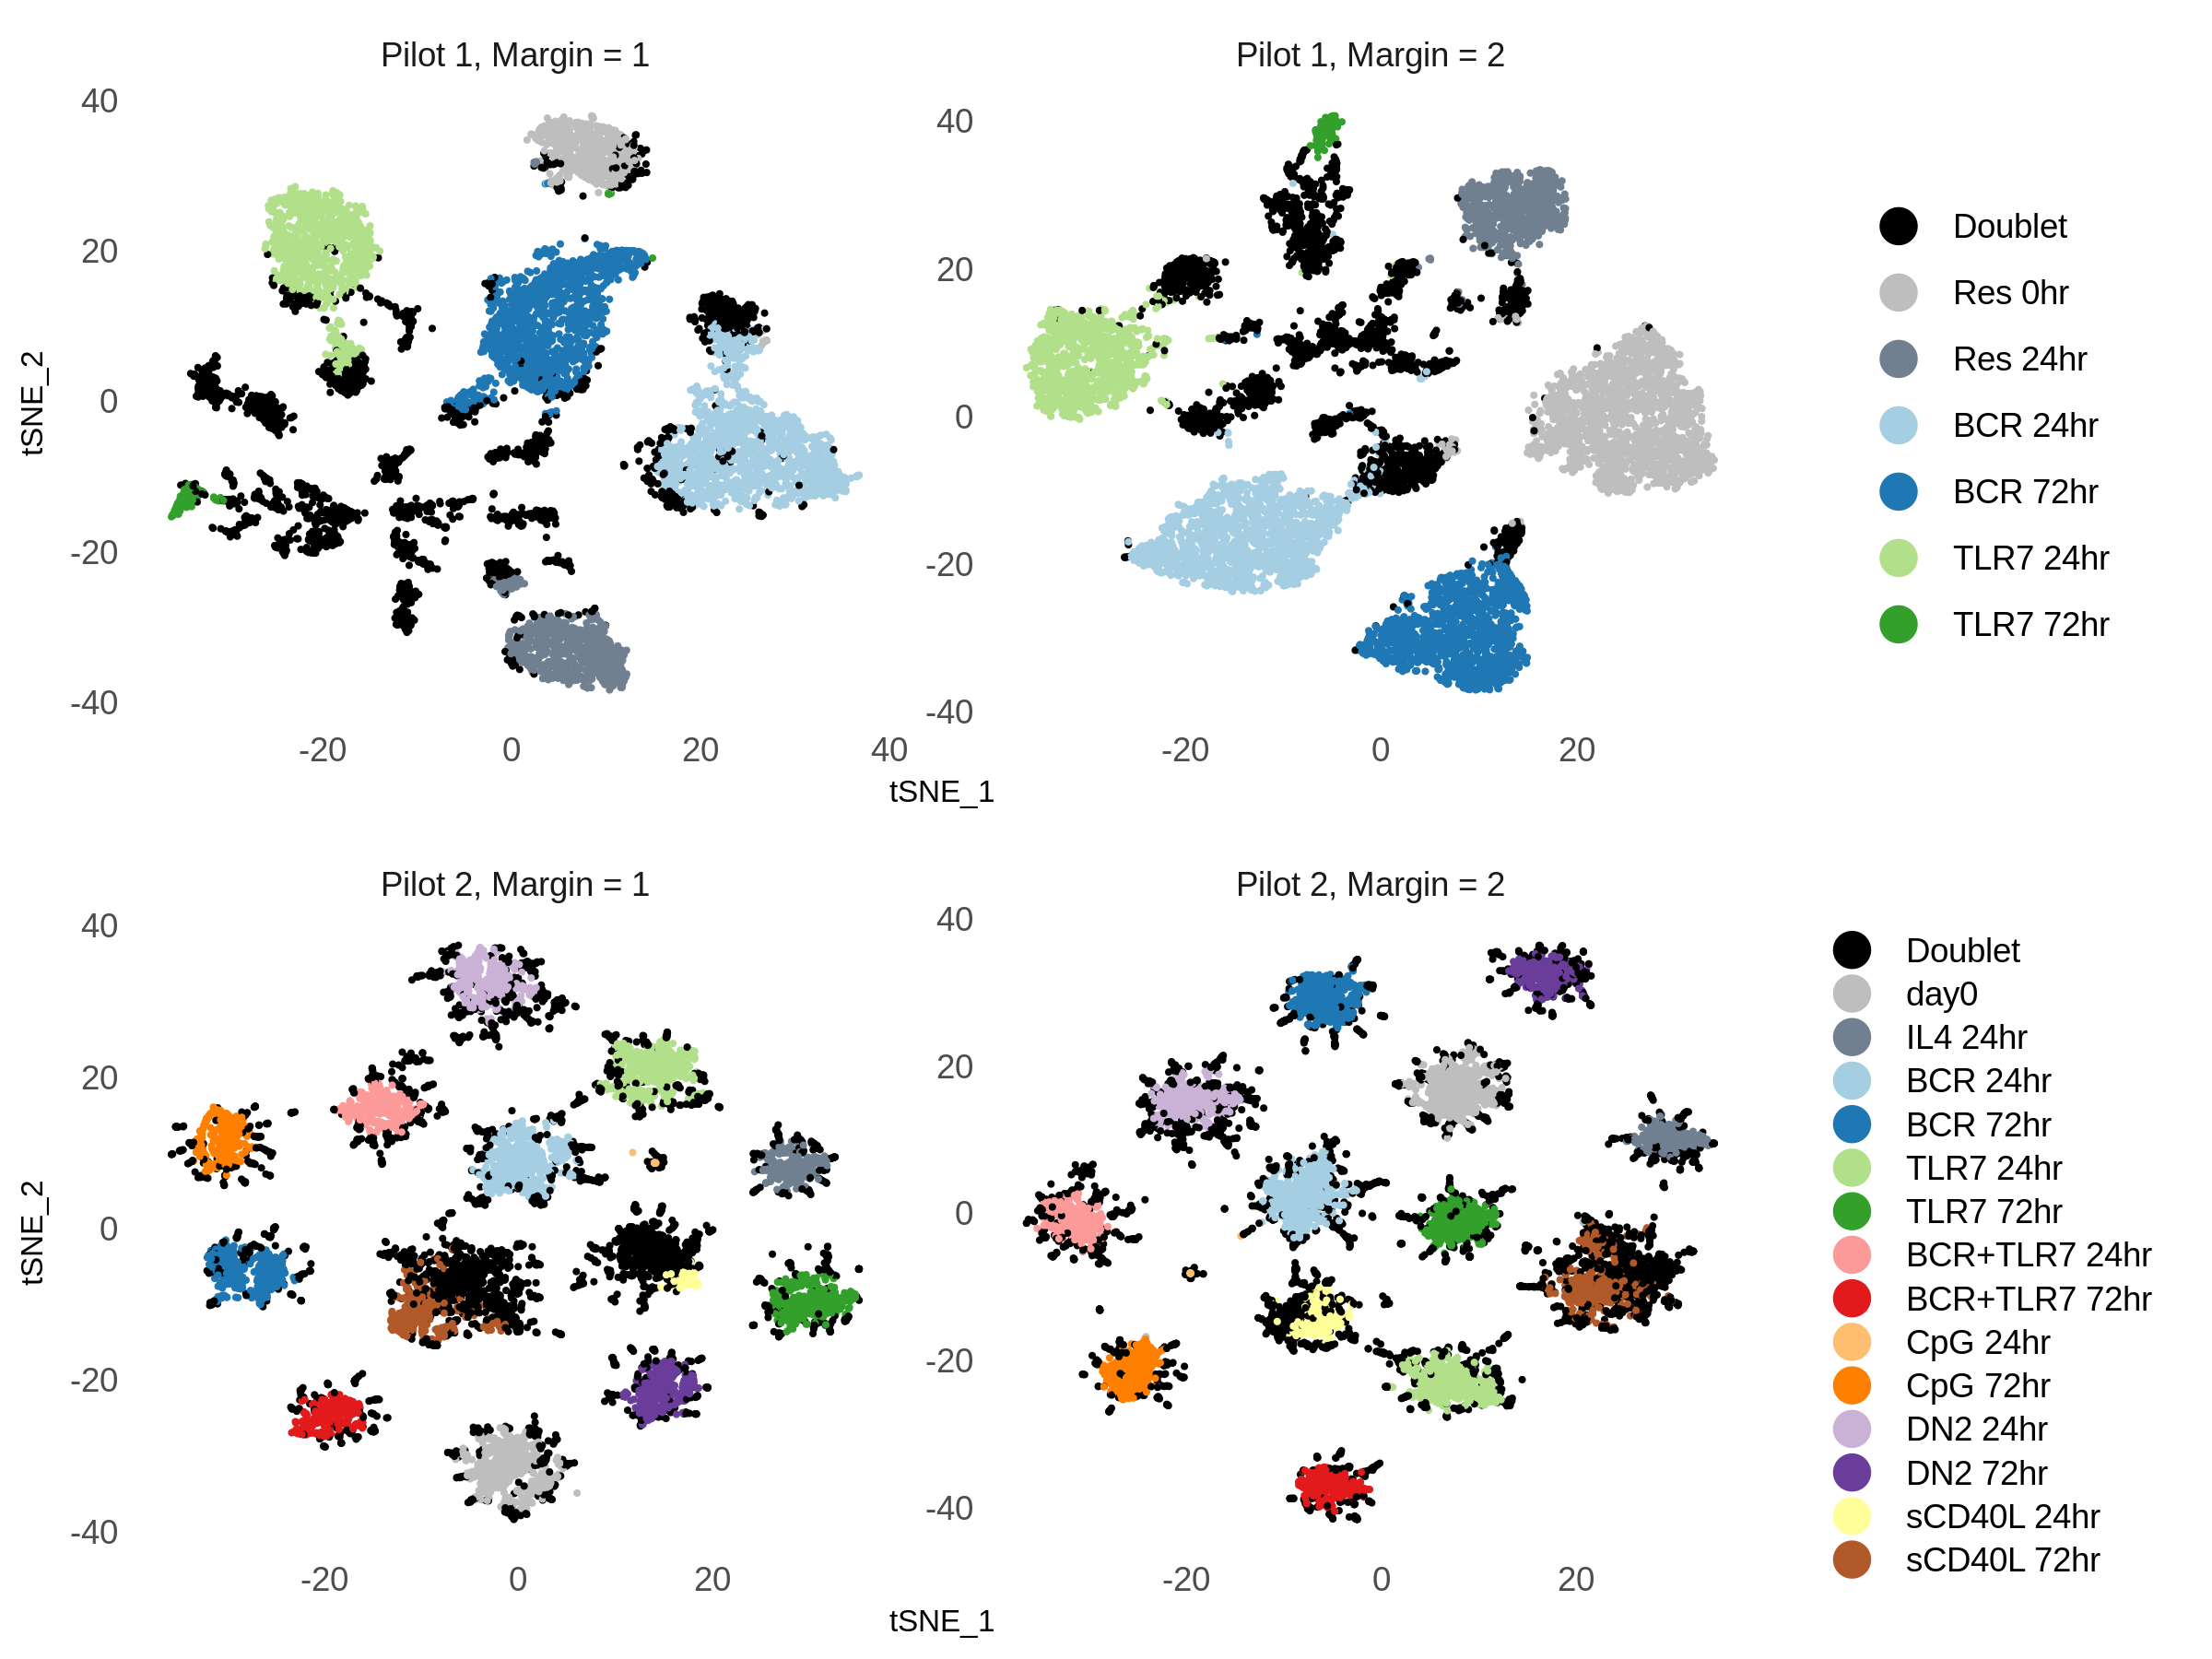 Pilot 1, Margin = 1
Pilot 1, Margin = 2
40
20
0
-20
-40
tSNE_2
-20
0
20
40
40
20
0
-20
-40
-20
0
20
tSNE_1
Doublet
Res 0hr
Res 24hr
BCR 24hr
BCR 72hr
TLR7 24hr
TLR7 72hr
Pilot 2, Margin = 1
Pilot 2, Margin = 2
40
20
0
-20
-40
tSNE_2
-20
0
20
40
20
0
-20
-40
-20
0
20
tSNE_1
Doublet
day0
IL4 24hr
BCR 24hr
BCR 72hr
TLR7 24hr
TLR7 72hr
BCR+TLR7 24hr
BCR+TLR7 72hr
CpG 24hr
CpG 72hr
DN2 24hr
DN2 72hr
sCD40L 24hr
sCD40L 72hr